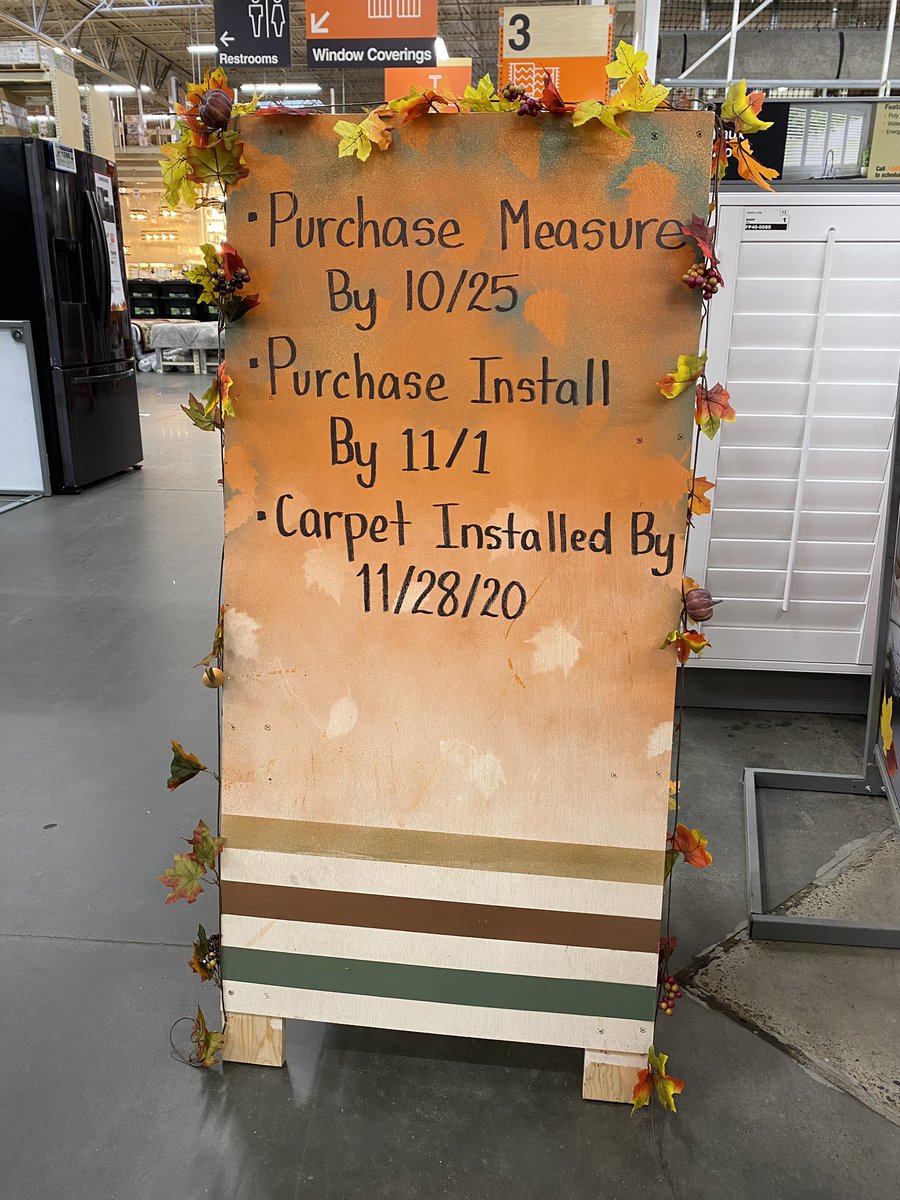 Restrooms
Window Coverings
3
• Purchase Measure
By 10/25
• Purchase Install
By 11/1
• Carpet Installed By
11/28/20